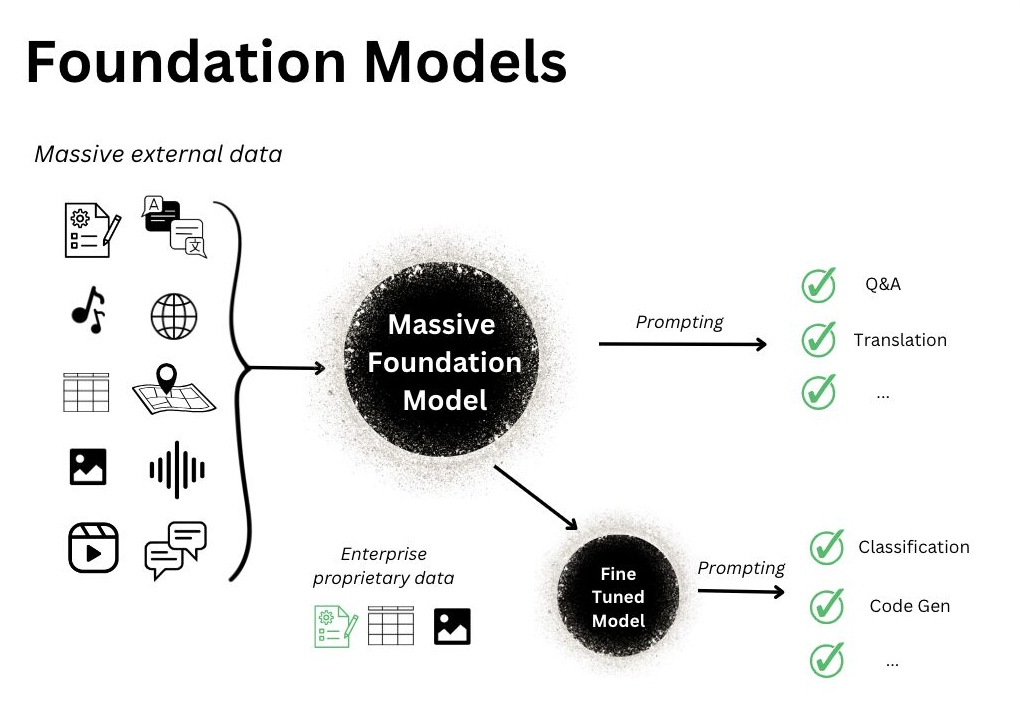 Foundation Models
Massive external data
A
文
Massive
Foundation
Model
Prompting
Q&A
Translation
...
Enterprise
proprietary data
Fine
Tuned
Model
Prompting
Classification
Code Gen
...